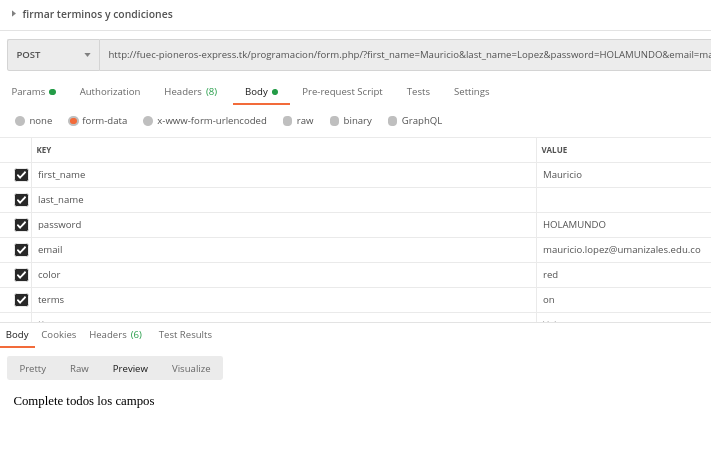 firmar terminos y condiciones
POST http://fuec-pioneros-express.tk/programacion/form.php/?first_name=Mauricio&last_name=Lopez&password=HOLAMUNDO&email=ma
Params Authorization Headers (8) Body Pre-request Script Tests Settings
none form-data x-www-form-urlencoded raw binary GraphQL
KEY VALUE
first_name Mauricio
last_name
password HOLAMUNDO
email mauricio.lopez@umanizales.edu.co
color red
terms on
Body Cookies Headers (6) Test Results
Pretty Raw Preview Visualize
Complete todos los campos